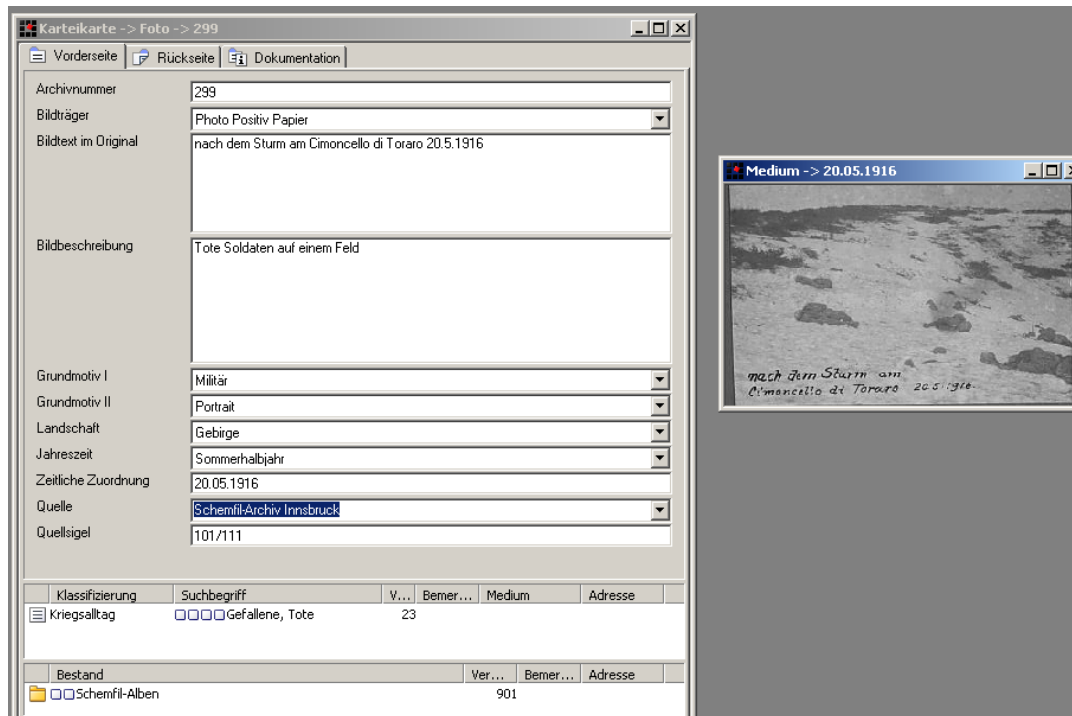 Karteikarte -> Foto -> 299
Vorderseite Rückseite Dokumentation
Archivnummer 299
Bildträger Photo Positiv Papier
Bildtext im Original nach dem Sturm am Cimoncello di Toraro 20.5.1916
Bildbeschreibung Tote Soldaten auf einem Feld
Grundmotiv I Militär
Grundmotiv II Portrait
Landschaft Gebirge
Jahreszeit Sommerhalbjahr
Zeitliche Zuordnung 20.05.1916
Quelle Schemfil-Archiv Innsbruck
Quellsigel 101/111
Klassifizierung Suchbegriff V... Bemer... Medium Adresse
Kriegsalltag Gefallene, Tote 23
Bestand Ver... Bemer... Adresse
Schemfil-Alben 901
Medium -> 20.05.1916
nach dem Sturm am
Cimoncello di Toraro 20.5.1916.